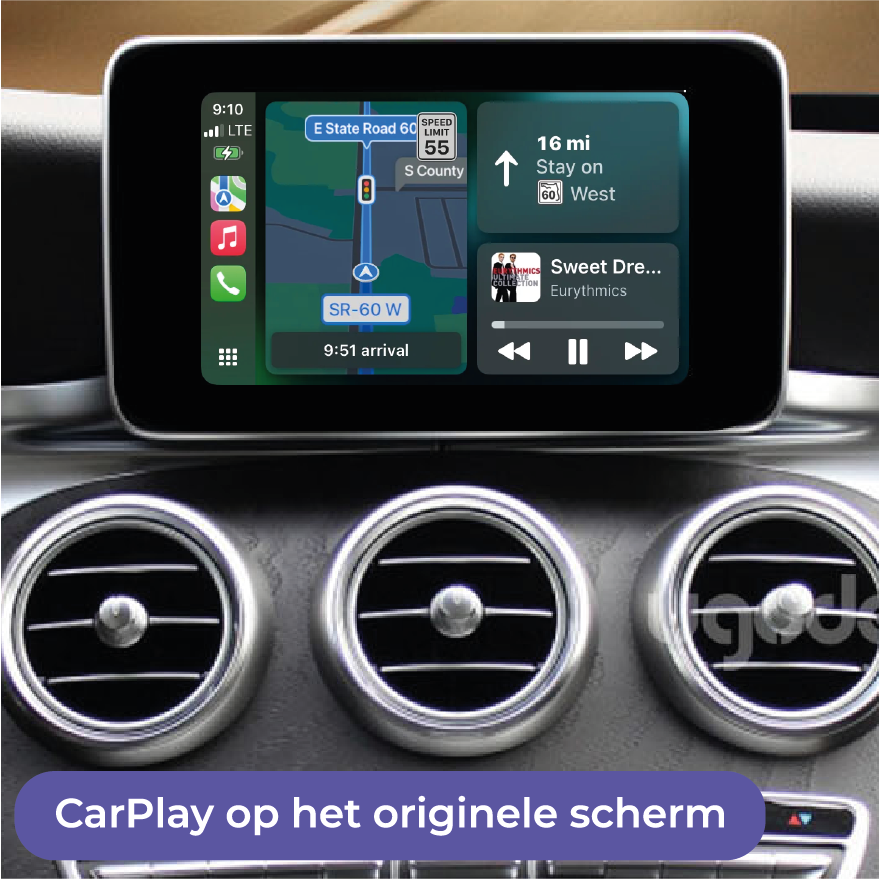 9:10
LTE
E State Road 60
SPEED
LIMIT
55
S County
SR-60 W
9:51 arrival
16 mi
Stay on
60 West
EURYTHMICS
ULTIMATE
COLLECTION
Sweet Dre...
Eurythmics
CarPlay op het originele scherm